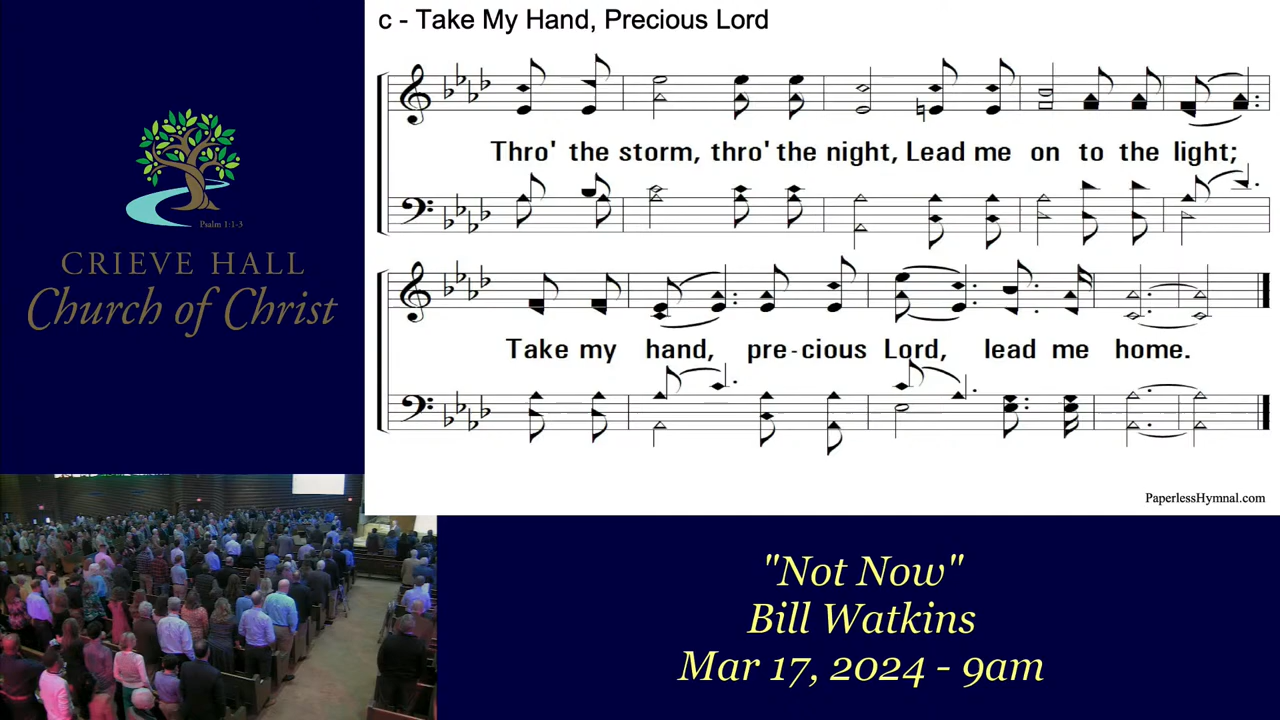 c - Take My Hand, Precious Lord
Thro' the storm, thro' the night, Lead me on to the light;
Take my hand, pre-cious Lord, lead me home.
PaperlessHymnal.com
Psalm 1:1-3
CRIEVE HALL
Church of Christ
"Not Now"
Bill Watkins
Mar 17, 2024 - 9am